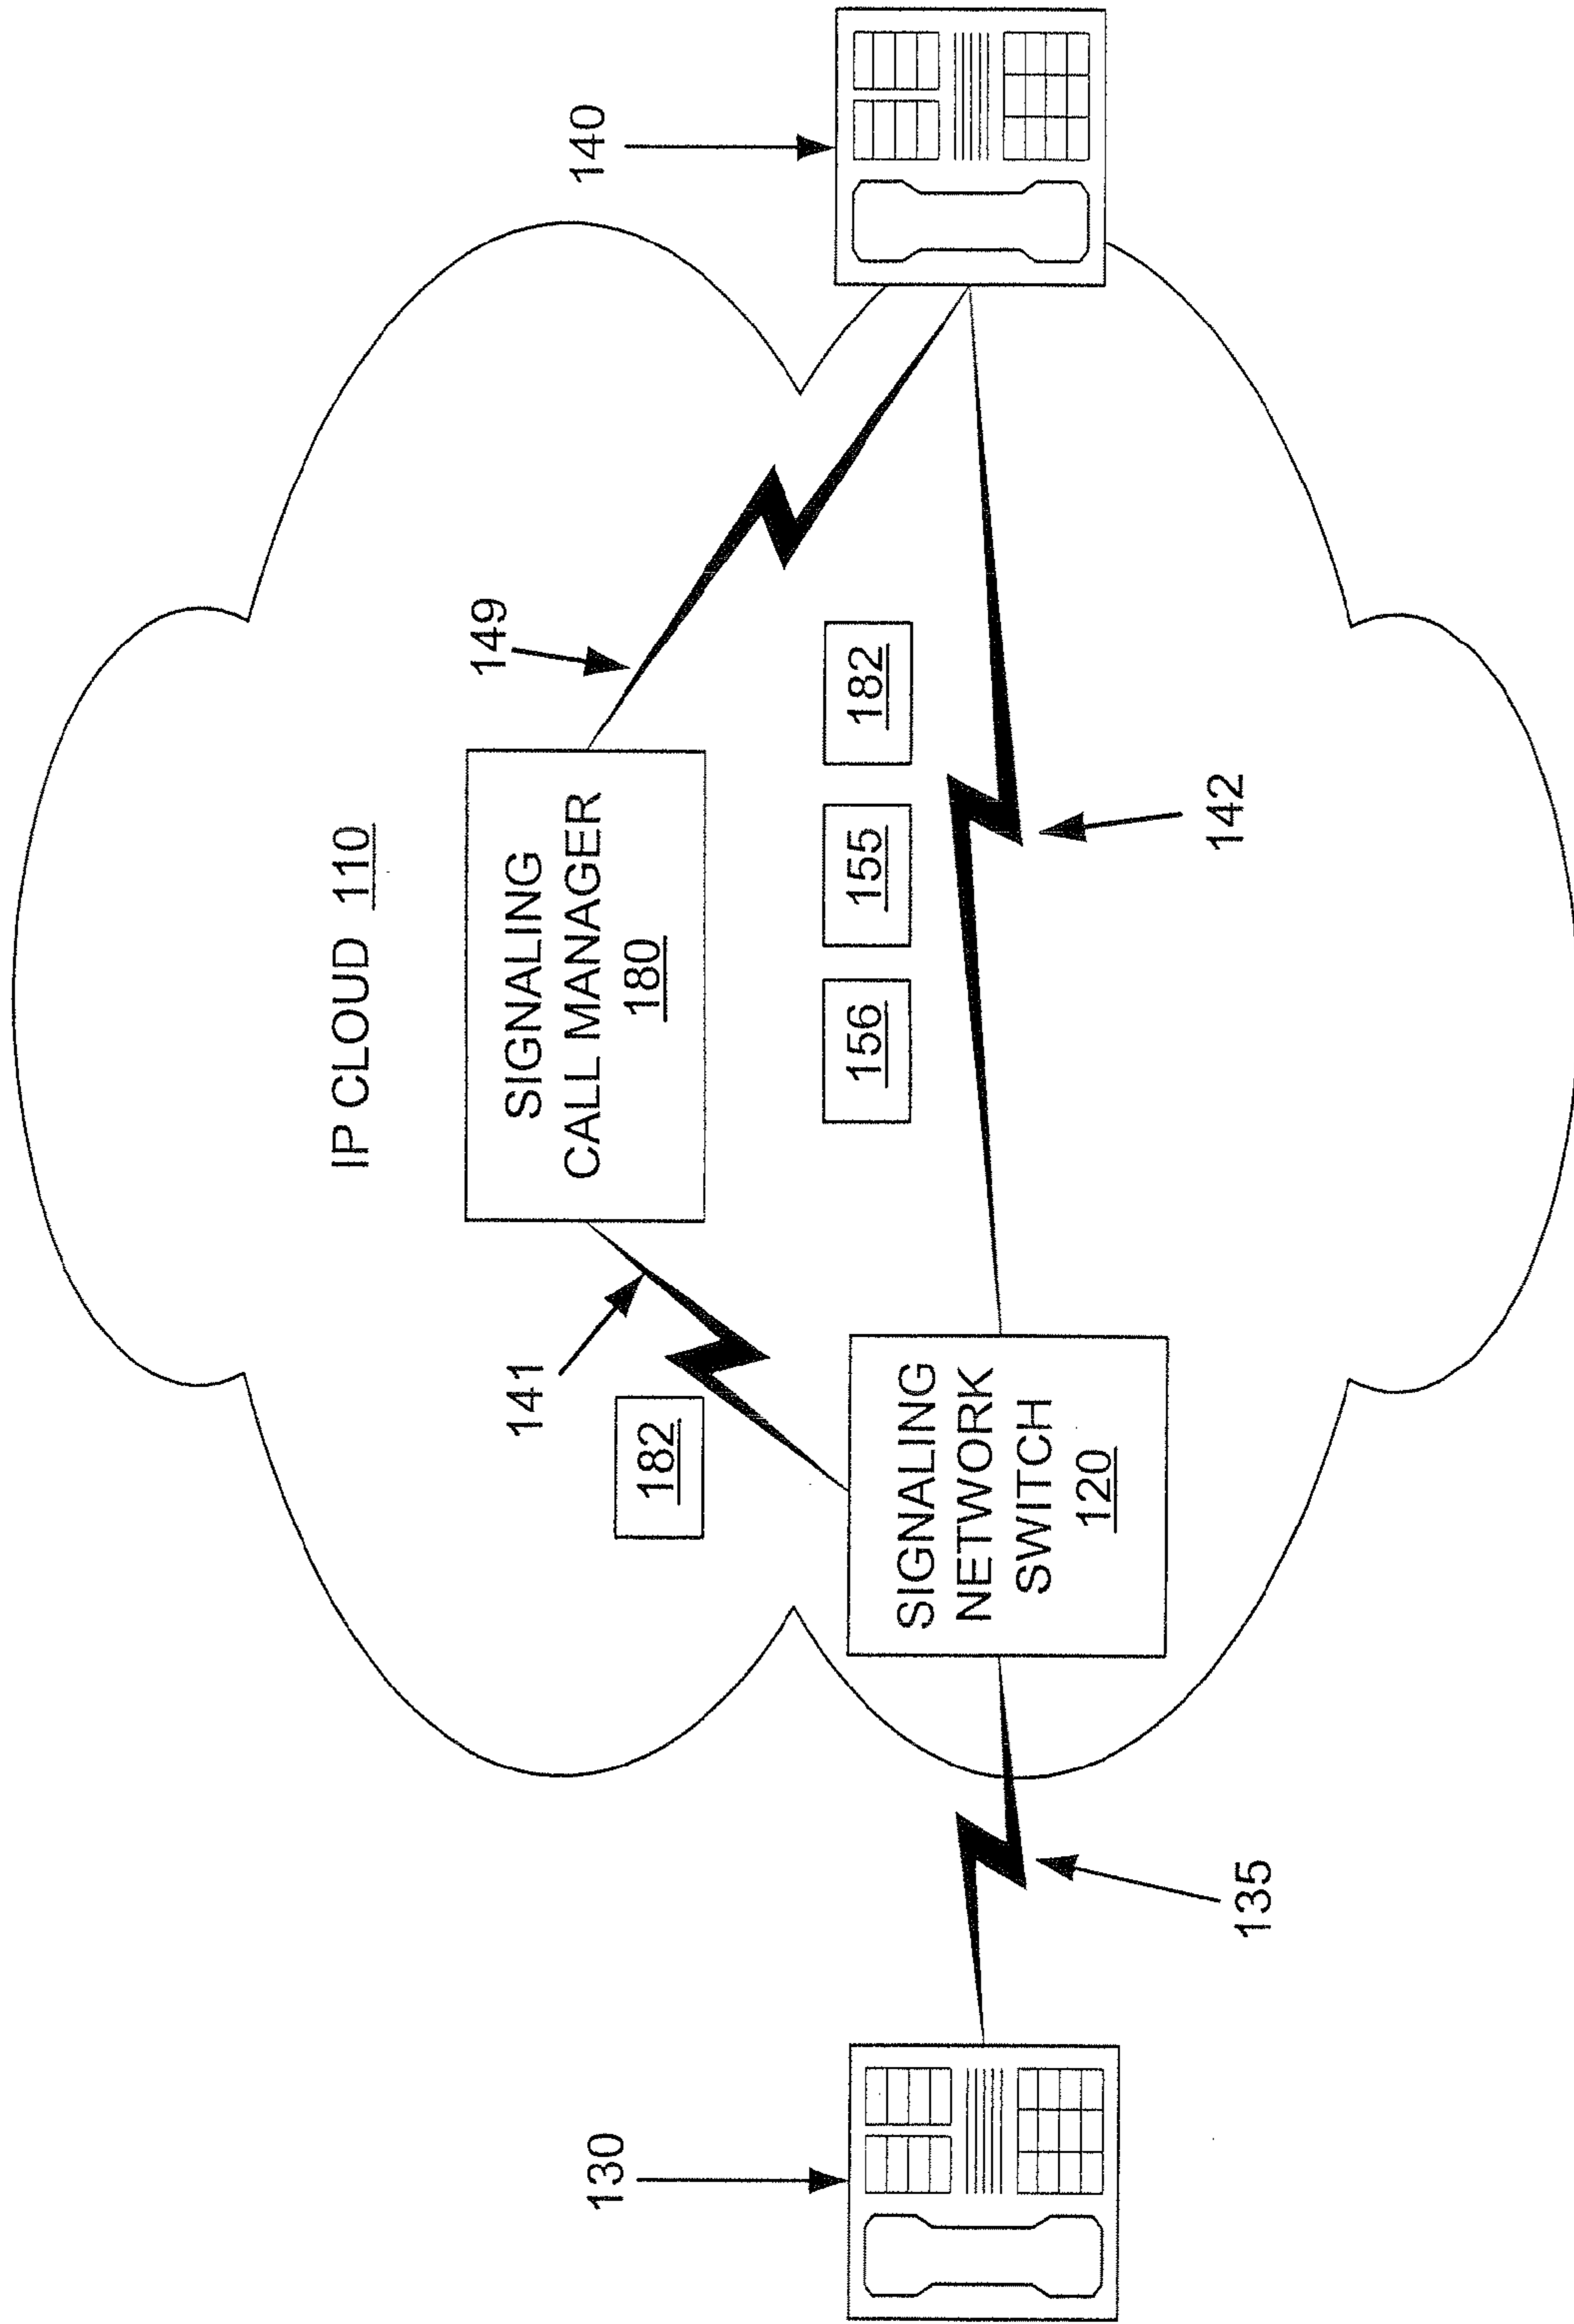 IP CLOUD 110
140
149
SIGNALING
CALL MANAGER
180
141
182
156
155
182
142
SIGNALING
NETWORK
SWITCH
120
130
135